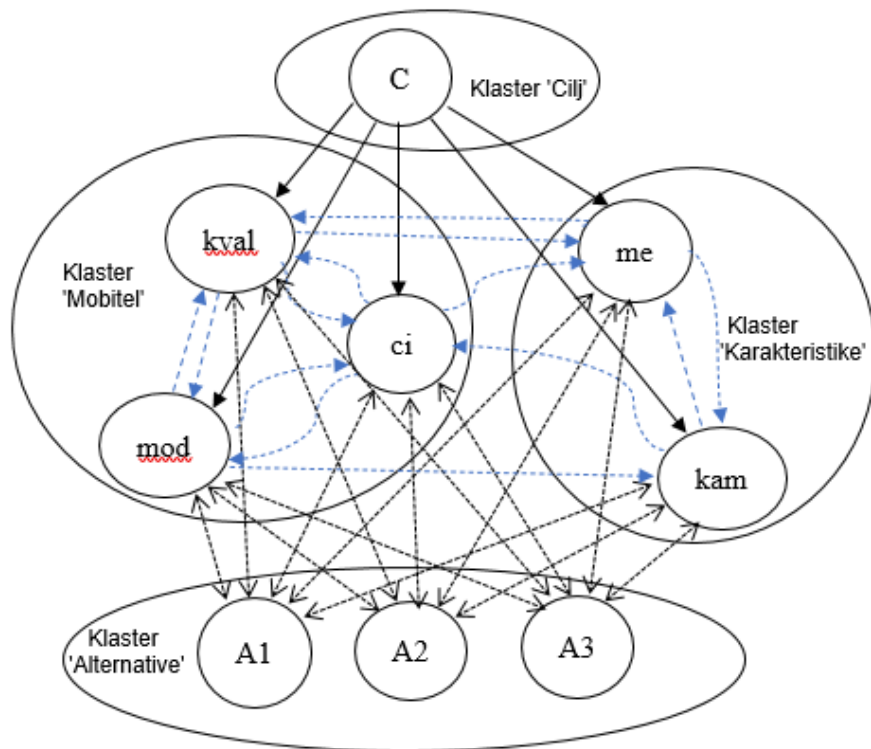 C
Klaster 'Cilj'
kval
me
Klaster
'Mobitel'
ci
Klaster
'Karakteristike'
mod
kam
Klaster
'Alternative'
A1
A2
A3